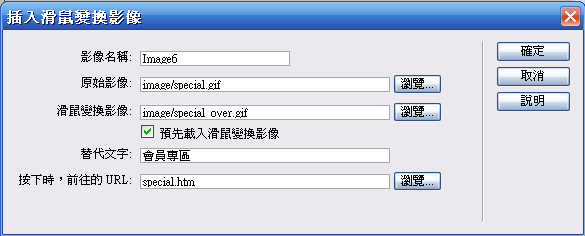 插入滑鼠變換影像
影像名稱: Image6
確定
原始影像: image/special.gif 瀏覽...
取消
滑鼠變換影像: image/special_over.gif 瀏覽...
說明
預先載入滑鼠變換影像
替代文字: 會員專區
按下時，前往的 URL: special.htm 瀏覽...